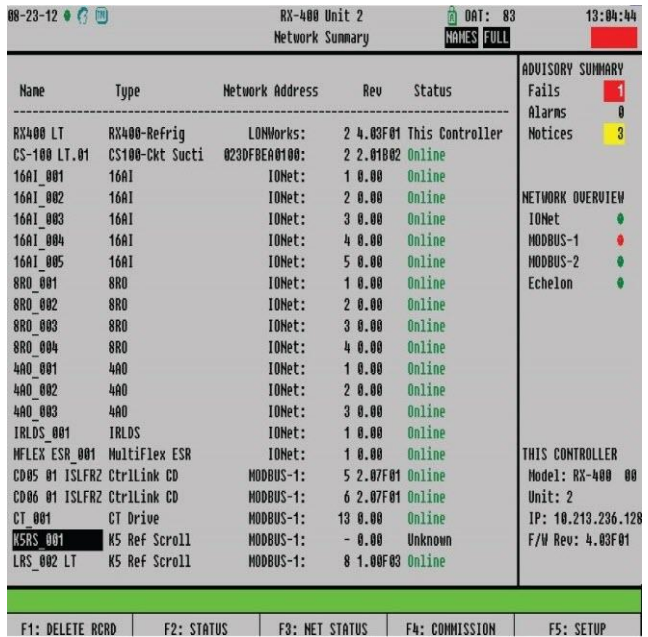 08-23-12 RX-400 Unit 2 OAT: 83 13:04:44
Network Summary NAMES FULL
ADVISORY SUMMARY
Fails 1
Alarms 0
Notices 3
NETWORK OVERVIEW
IONet
MODBUS-1
MODBUS-2
Echelon
THIS CONTROLLER
Model: RX-400 00
Unit: 2
IP: 10.213.236.128
F/W Rev: 4.03F01
Name Type Network Address Rev Status
RX400 LT RX400-Refrig LONWorks: 2 4.03F01 This Controller
CS-100 LT.01 CS100-Ckt Sucti 023DFBEA0100: 2 2.01B02 Online
16AI_001 16AI IONet: 1 0.00 Online
16AI_002 16AI IONet: 2 0.00 Online
16AI_003 16AI IONet: 3 0.00 Online
16AI_004 16AI IONet: 4 0.00 Online
16AI_005 16AI IONet: 5 0.00 Online
8RO_001 8RO IONet: 1 0.00 Online
8RO_002 8RO IONet: 2 0.00 Online
8RO_003 8RO IONet: 3 0.00 Online
8RO_004 8RO IONet: 4 0.00 Online
4AO_001 4AO IONet: 1 0.00 Online
4AO_002 4AO IONet: 2 0.00 Online
4AO_003 4AO IONet: 3 0.00 Online
IRLDS_001 IRLDS IONet: 1 0.00 Online
MFLEX ESR_001 MultiFlex ESR IONet: 1 0.00 Online
CD05 01 ISLFRZ CtrlLink CD MODBUS-1: 5 2.07F01 Online
CD06 01 ISLFRZ CtrlLink CD MODBUS-1: 6 2.07F01 Online
CT_001 CT Drive MODBUS-1: 13 0.00 Online
K5RS_001 K5 Ref Scroll MODBUS-1: - 0.00 Unknown
LRS_002 LT K5 Ref Scroll MODBUS-1: 8 1.00F03 Online
F1: DELETE RCRD F2: STATUS F3: NET STATUS F4: COMMISSION F5: SETUP